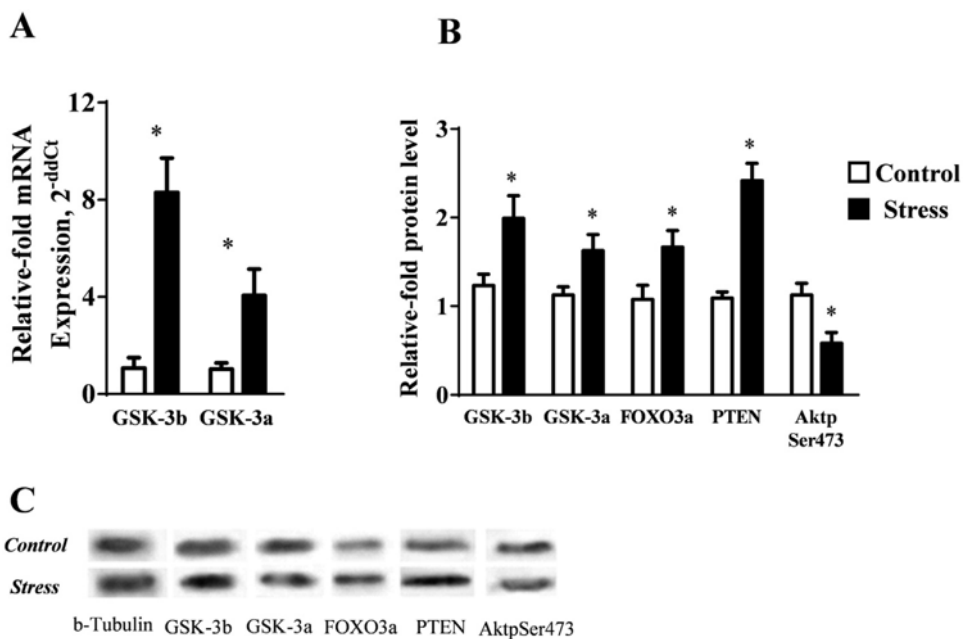 A
Relative-fold mRNA
Expression, 2^-ddCt
12
8
4
0
*
*
GSK-3b GSK-3a
B
Relative-fold protein level
3
2
1
0
*
*
*
*
*
GSK-3b GSK-3a FOXO3a PTEN Aktp
Ser473
Control
Stress
C
Control
Stress
b-Tubulin GSK-3b GSK-3a FOXO3a PTEN AktpSer473